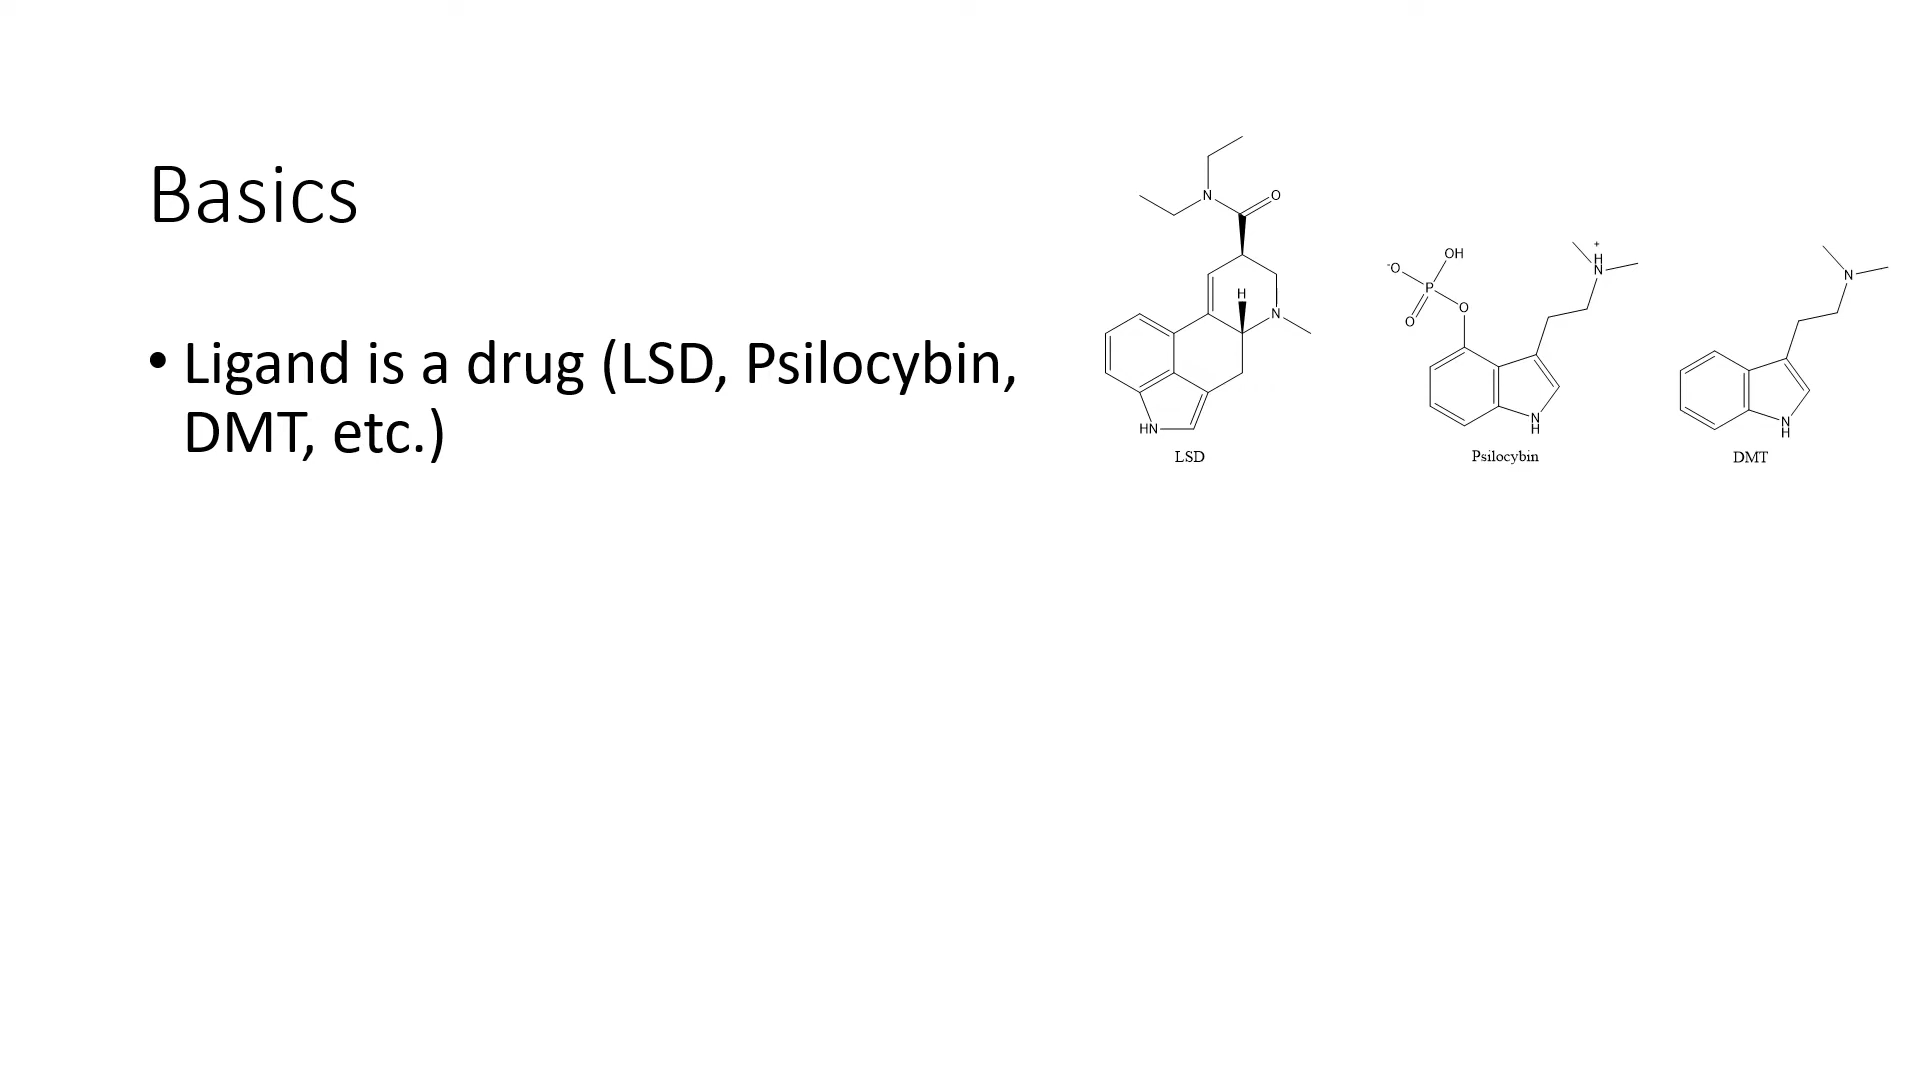 Basics
• Ligand is a drug (LSD, Psilocybin,
DMT, etc.)
N
O
H
N
HN
LSD
-O
OH
P
O
O
+
H
N
N
H
Psilocybin
N
N
H
DMT